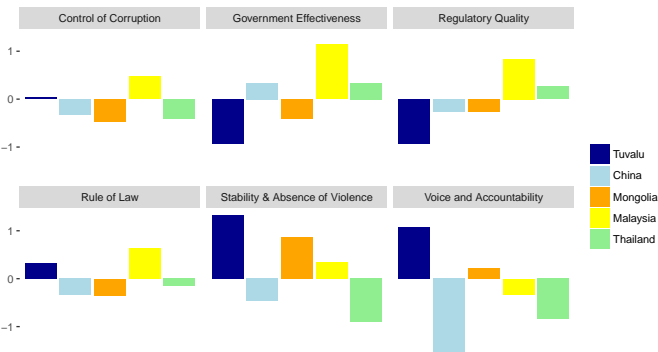 Control of Corruption
Government Effectiveness
Regulatory Quality
1
0
−1
Rule of Law
Stability & Absence of Violence
Voice and Accountability
1
0
−1
Tuvalu
China
Mongolia
Malaysia
Thailand